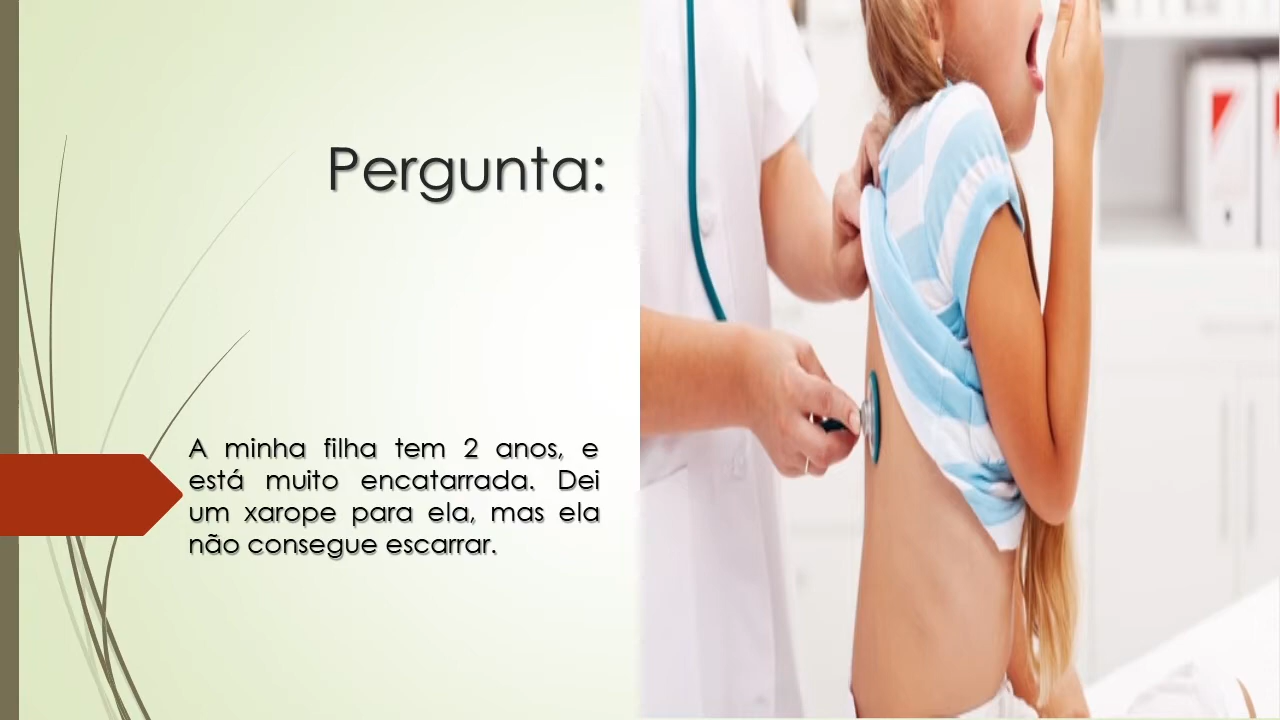 Pergunta:
A minha filha tem 2 anos, e
está muito encatarrada. Dei
um xarope para ela, mas ela
não consegue escarrar.